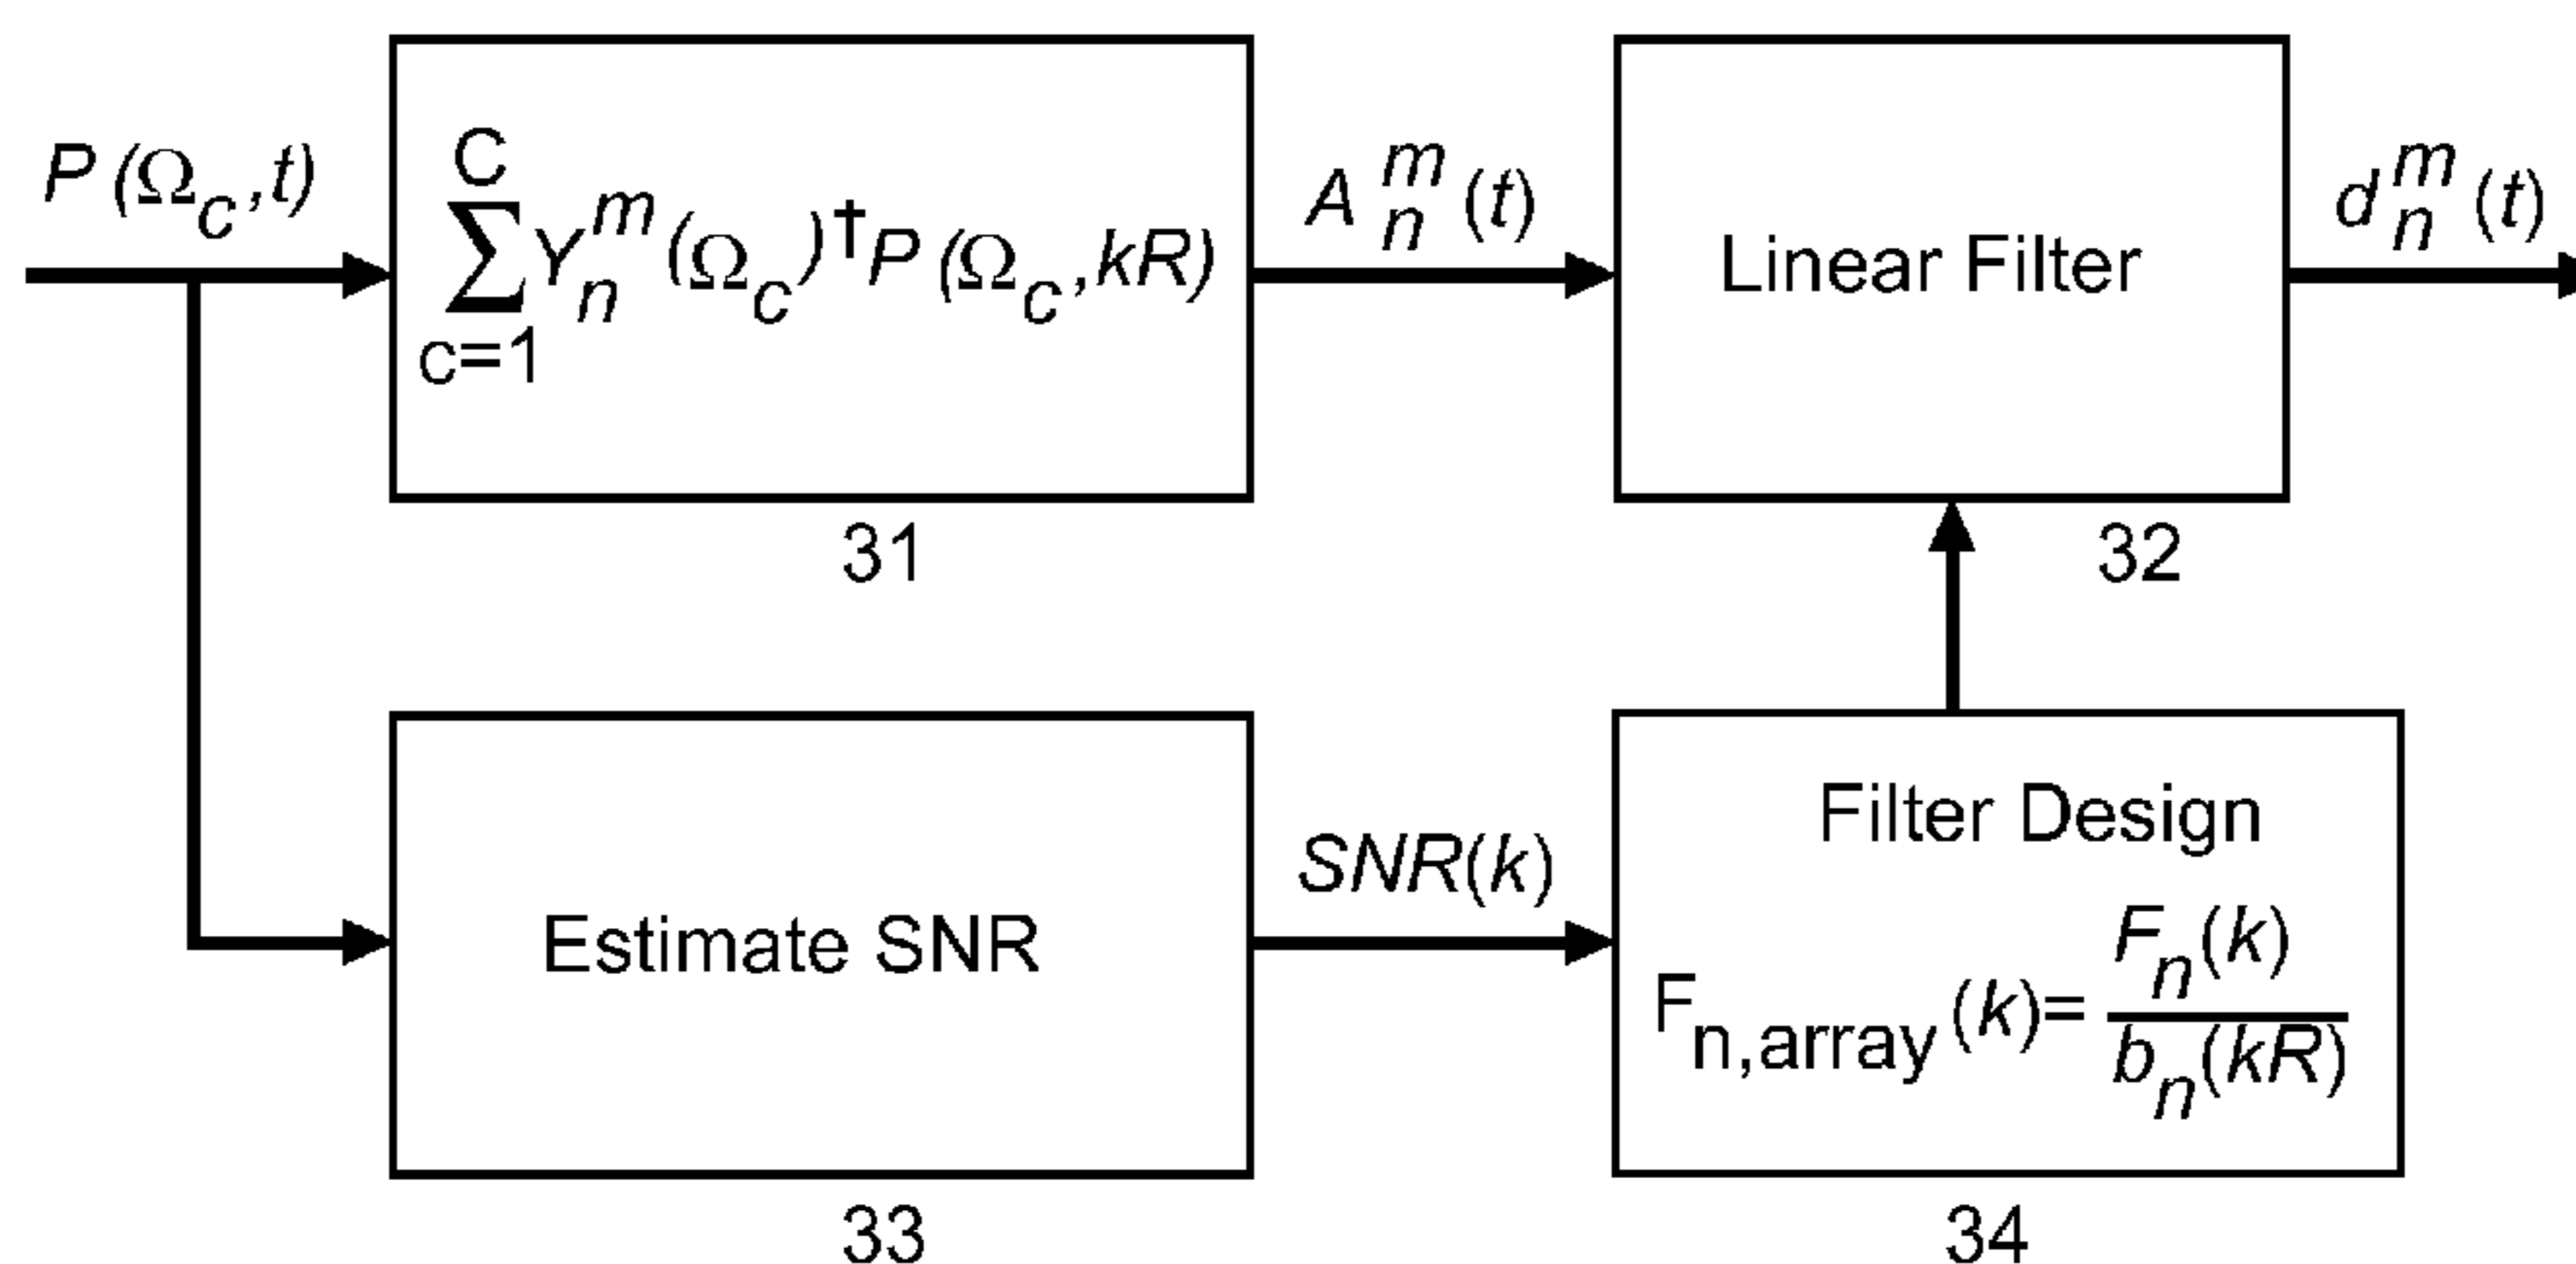 P(Ω_c,t)
C
∑ Y_n^m(Ω_c)^†P(Ω_c,kR)
c=1
A_n^m(t)
Linear Filter
d_n^m(t)
31
32
Estimate SNR
SNR(k)
Filter Design
F_n,array(k)= F_n(k)
b_n(kR)
33
34